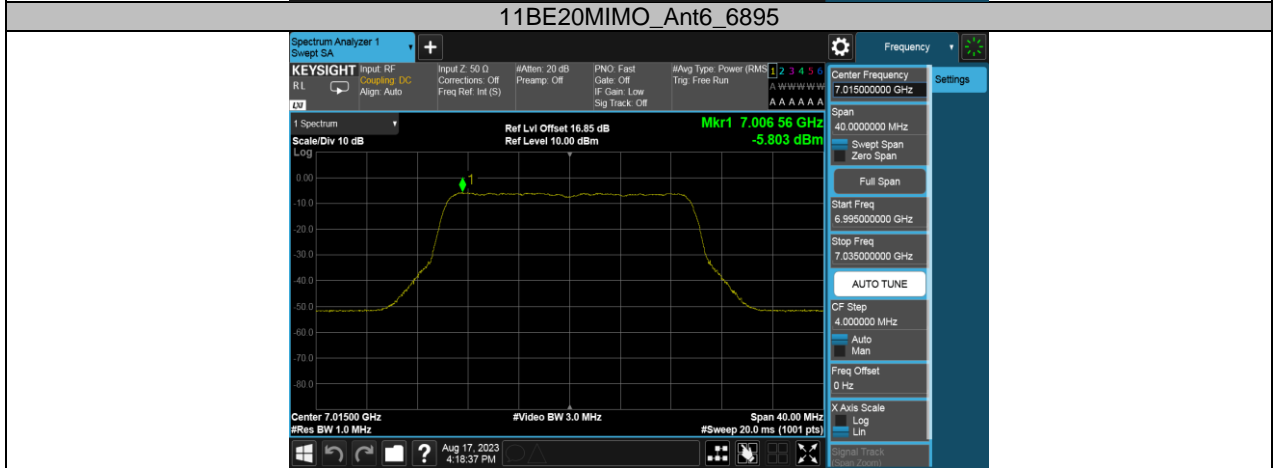 11BE20MIMO_Ant6_6895
Spectrum Analyzer 1
Swept SA
Frequency
KEYSIGHT
RL
LXI
Input: RF
Coupling: DC
Align: Auto
Input Z: 50 Ω
Corrections: Off
Freq Ref: Int (S)
#Atten: 20 dB
Preamp: Off
PNO: Fast
Gate: Off
IF Gain: Low
Sig Track: Off
#Avg Type: Power (RMS
Trig: Free Run
1 2 3 4 5 6
A W W W W W
A A A A A A
1 Spectrum
Scale/Div 10 dB
Log
Ref Lvl Offset 16.85 dB
Ref Level 10.00 dBm
Mkr1 7.006 56 GHz
-5.803 dBm
1
0.00
-10.0
-20.0
-30.0
-40.0
-50.0
-60.0
-70.0
-80.0
Center 7.01500 GHz
#Res BW 1.0 MHz
#Video BW 3.0 MHz
Span 40.00 MHz
#Sweep 20.0 ms (1001 pts)
Aug 17, 2023
4:18:37 PM
Center Frequency
7.015000000 GHz
Settings
Span
40.0000000 MHz
Swept Span
Zero Span
Full Span
Start Freq
6.995000000 GHz
Stop Freq
7.035000000 GHz
AUTO TUNE
CF Step
4.000000 MHz
Auto
Man
Freq Offset
0 Hz
X Axis Scale
Log
Lin
Signal Track
(Span Zoom)